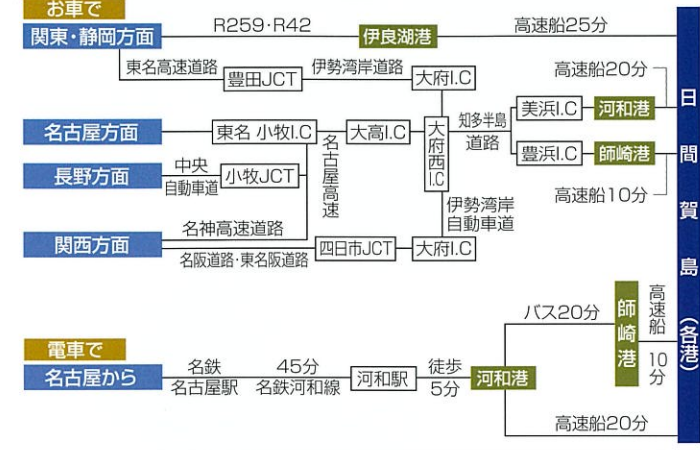 お車で
関東・静岡方面
R259・R42
伊良湖港
高速船25分
東名高速道路
豊田JCT
伊勢湾岸道路
大府I.C
高速船20分
美浜I.C
河和港
名古屋方面
東名 小牧I.C
名古屋高速
大高I.C
大府西I.C
知多半島
道路
豊浜I.C
師崎港
高速船10分
長野方面
中央
自動車道
小牧JCT
伊勢湾岸
自動車道
関西方面
名神高速道路
名阪道路・東名阪道路
四日市JCT
大府I.C
日間賀島(各港)
電車で
名古屋から
名鉄
名古屋駅
45分
名鉄河和線
河和駅
徒歩
5分
河和港
バス20分
師崎港
高速船
10分
高速船20分